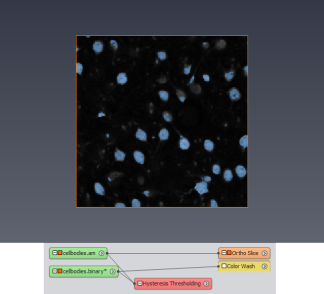 cellbodies.am
Ortho Slice
Color Wash
cellbodies.binary*
Hysteresis Thresholding